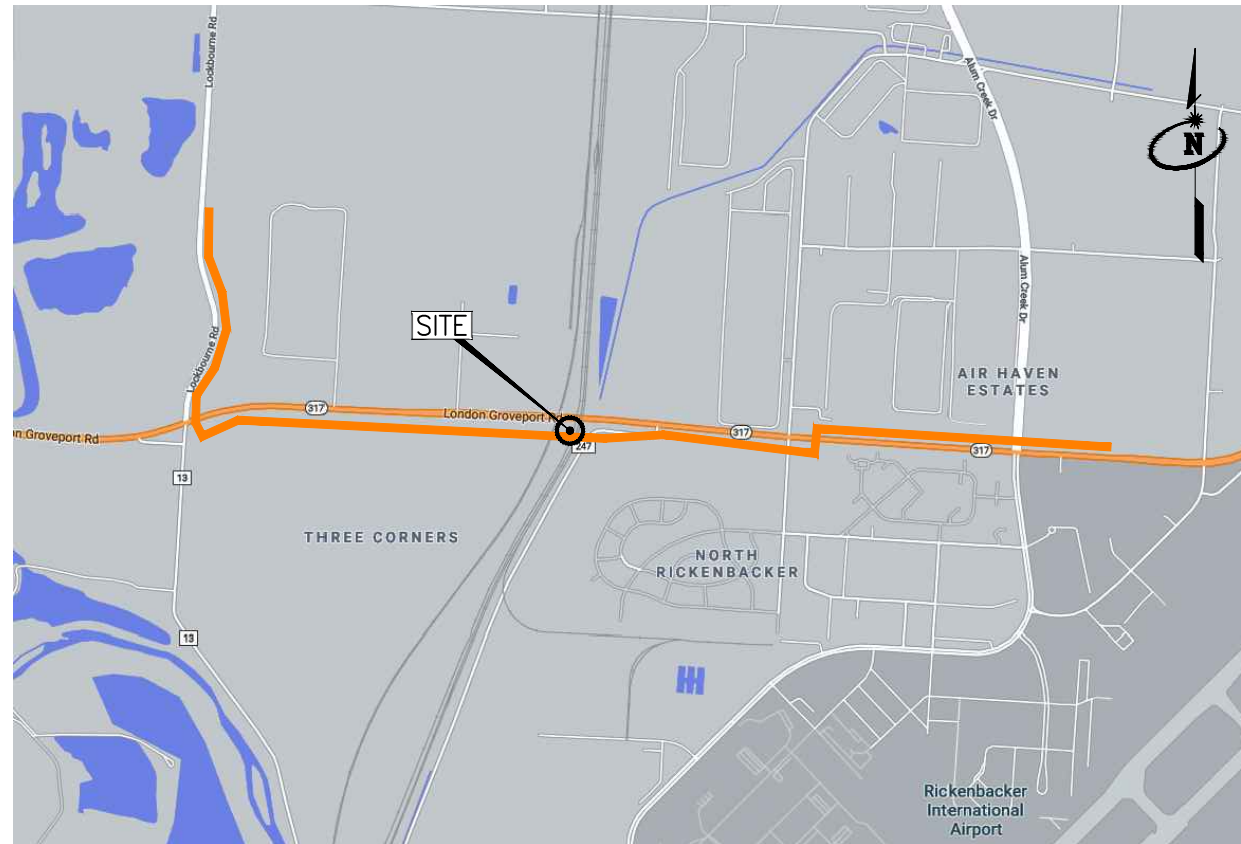 Lockbourne Rd
Alum Creek Dr
N
Alum Creek Dr
SITE
Lockbourne Rd
AIR HAVEN
ESTATES
317
London Groveport Rd
on Groveport Rd
317
247
317
13
THREE CORNERS
NORTH
RICKENBACKER
13
Rickenbacker
International
Airport